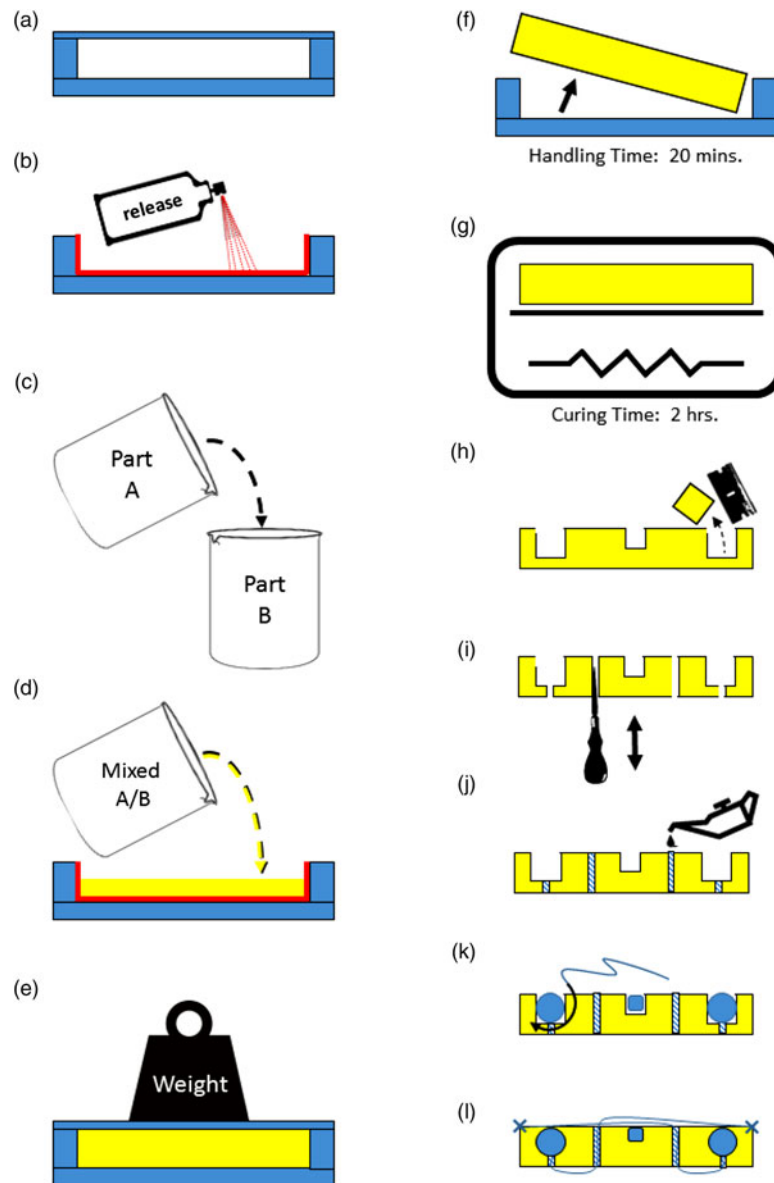 (a)
(b)
release
(c)
Part
A
Part
B
(d)
Mixed
A/B
(e)
Weight
(f)
Handling Time:  20 mins.
(g)
Curing Time:  2 hrs.
(h)
(i)
(j)
(k)
(l)